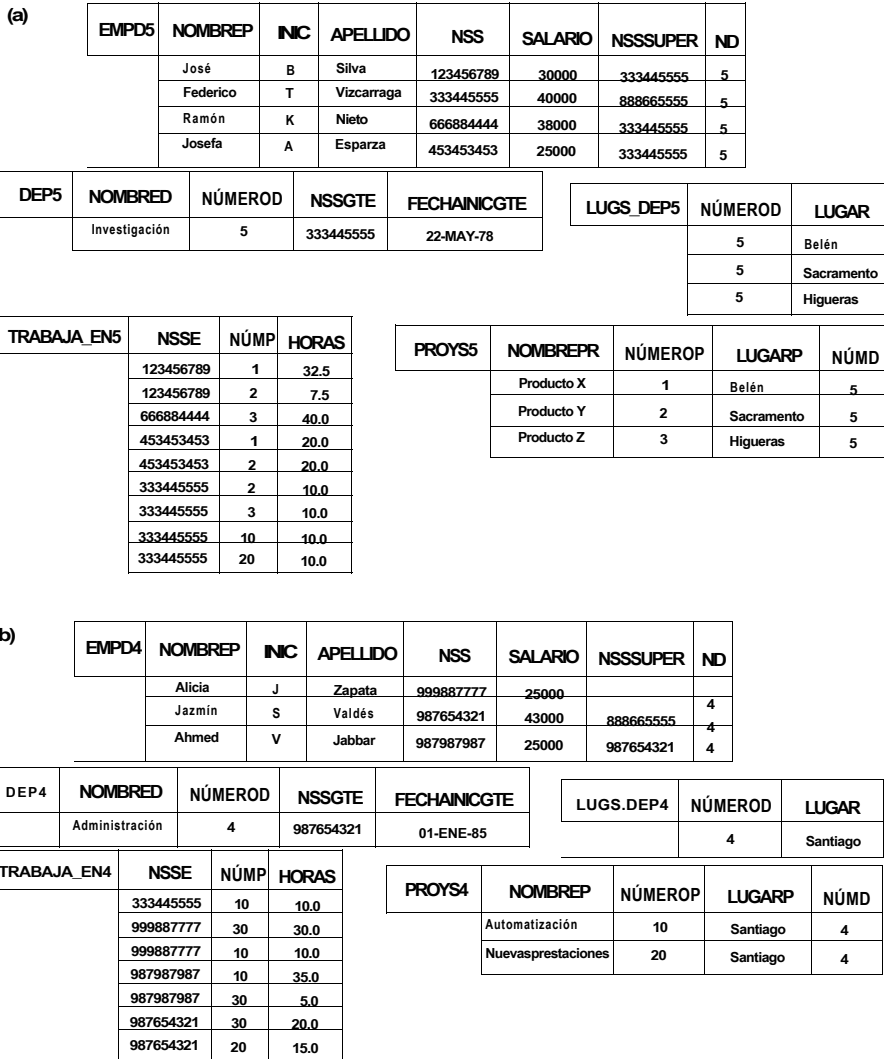 (a)
EMPD5 NOMBREP INIC APELLIDO NSS SALARIO NSSSUPER ND
José B Silva 123456789 30000 333445555 5
Federico T Vizcarraga 333445555 40000 888665555 5
Ramón K Nieto 666884444 38000 333445555 5
Josefa A Esparza 453453453 25000 333445555 5
DEP5 NOMBRED NÚMEROD NSSGTE FECHAINICGTE
Investigación 5 333445555 22-MAY-78
LUGS_DEP5 NÚMEROD LUGAR
5 Belén
5 Sacramento
5 Higueras
TRABAJA_EN5 NSSE NÚMP HORAS
123456789 1 32.5
123456789 2 7.5
666884444 3 40.0
453453453 1 20.0
453453453 2 20.0
333445555 2 10.0
333445555 3 10.0
333445555 10 10.0
333445555 20 10.0
PROYS5 NOMBREPR NÚMEROP LUGARP NÚMD
Producto X 1 Belén 5
Producto Y 2 Sacramento 5
Producto Z 3 Higueras 5
b)
EMPD4 NOMBREP INIC APELLIDO NSS SALARIO NSSSUPER ND
Alicia J Zapata 999887777 25000 4
Jazmín S Valdés 987654321 43000 888665555 4
Ahmed V Jabbar 987987987 25000 987654321 4
DEP4 NOMBRED NÚMEROD NSSGTE FECHAINICGTE
Administración 4 987654321 01-ENE-85
LUGS.DEP4 NÚMEROD LUGAR
4 Santiago
TRABAJA_EN4 NSSE NÚMP HORAS
333445555 10 10.0
999887777 30 30.0
999887777 10 10.0
987987987 10 35.0
987987987 30 5.0
987654321 30 20.0
987654321 20 15.0
PROYS4 NOMBREP NÚMEROP LUGARP NÚMD
Automatización 10 Santiago 4
Nuevasprestaciones 20 Santiago 4